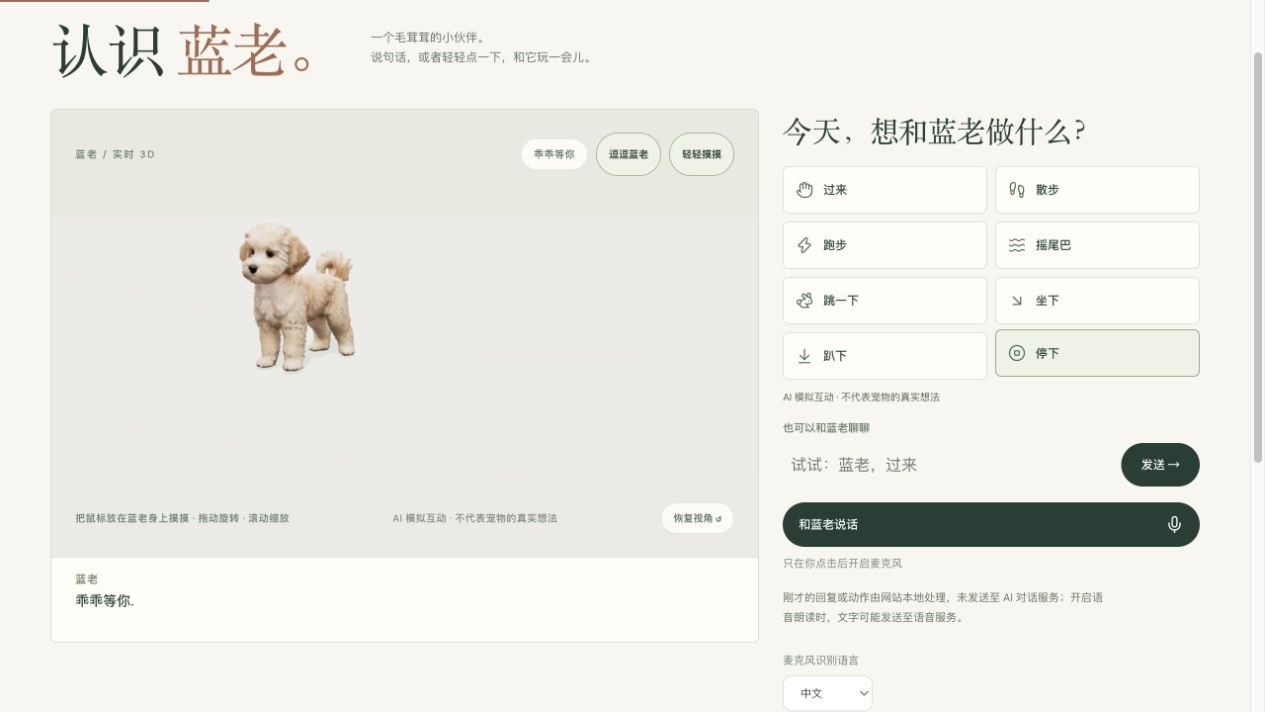 认识 蓝老。
一个毛茸茸的小伙伴。
说句话，或者轻轻点一下，和它玩一会儿。
蓝老 / 实时 3D
乖乖等你
逗逗蓝老
轻轻摸摸
把鼠标放在蓝老身上摸摸 · 拖动旋转 · 滚动缩放
AI 模拟互动 · 不代表宠物的真实想法
恢复视角 ↺
蓝老
乖乖等你.
今天，想和蓝老做什么?
过来
散步
跑步
摇尾巴
跳一下
坐下
趴下
停下
AI 模拟互动 · 不代表宠物的真实想法
也可以和蓝老聊聊
试试：蓝老，过来
发送 →
和蓝老说话
只在你点击后开启麦克风
刚才的回复或动作由网站本地处理，未发送至 AI 对话服务；开启语
音朗读时，文字可能发送至语音服务。
麦克风识别语言
中文